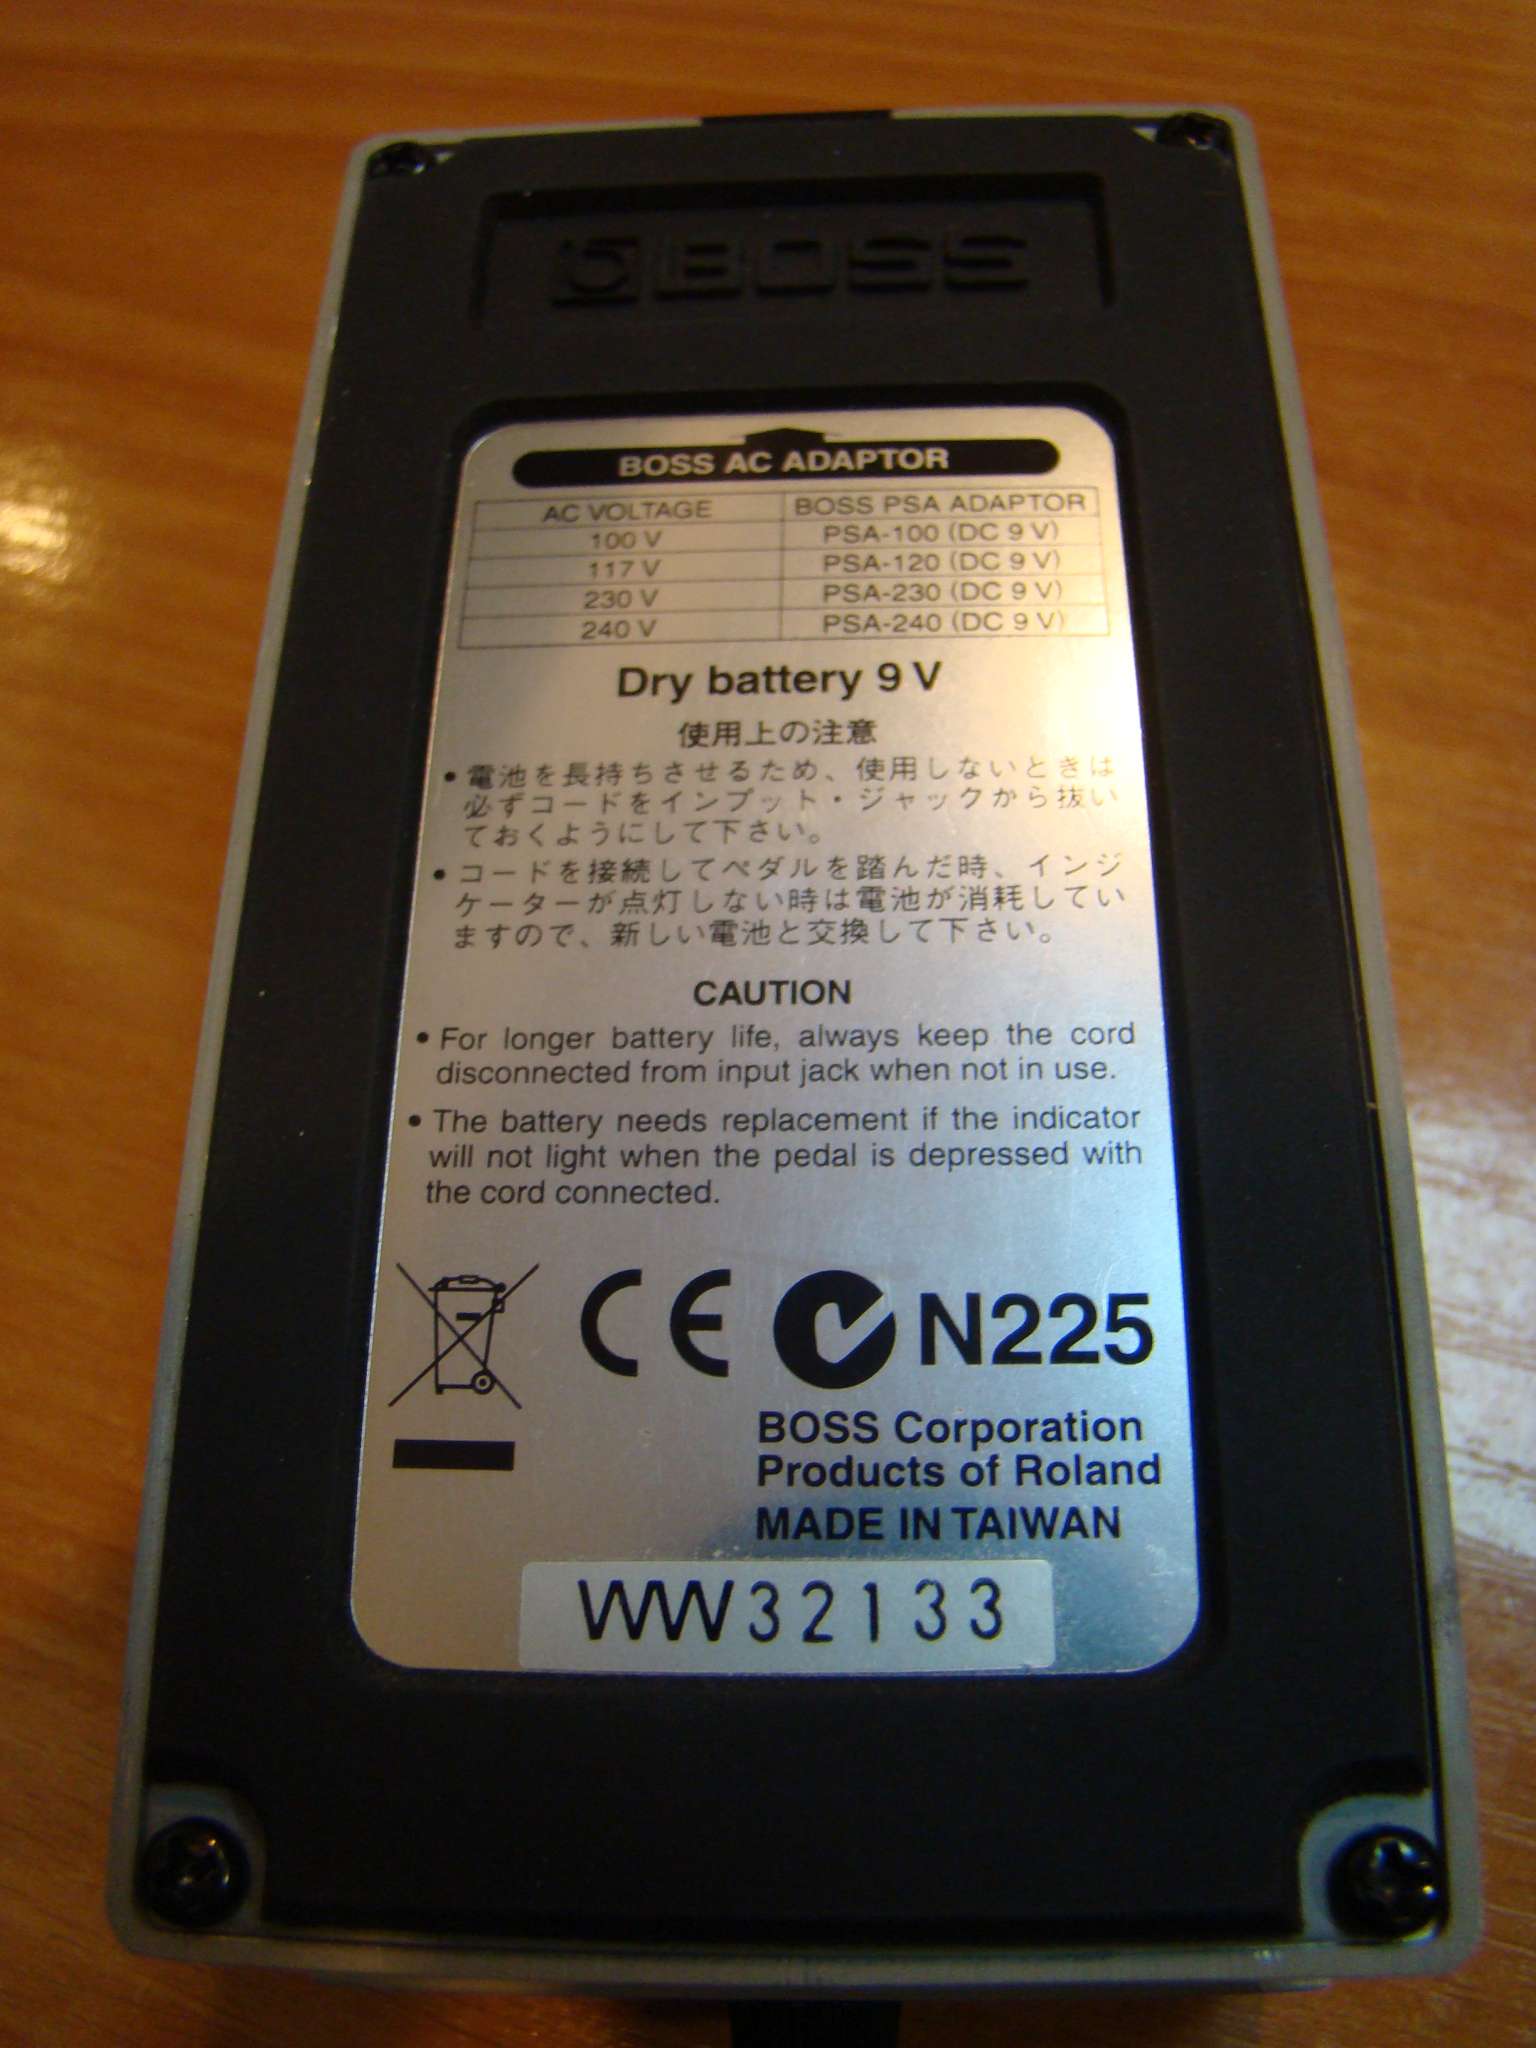 BOSS
BOSS AC ADAPTOR
AC VOLTAGE BOSS PSA ADAPTOR
100 V PSA-100 (DC 9 V)
117 V PSA-120 (DC 9 V)
230 V PSA-230 (DC 9 V)
240 V PSA-240 (DC 9 V)
Dry battery 9 V
使用上の注意
• 電池を長持ちさせるため、使用しないときは
必ずコードをインプット・ジャックから抜い
ておくようにして下さい。
• コードを接続してペダルを踏んだ時、インジ
ケーターが点灯しない時は電池が消耗してい
ますので、新しい電池と交換して下さい。
CAUTION
• For longer battery life, always keep the cord
disconnected from input jack when not in use.
• The battery needs replacement if the indicator
will not light when the pedal is depressed with
the cord connected.
CE N225
BOSS Corporation
Products of Roland
MADE IN TAIWAN
WW32133